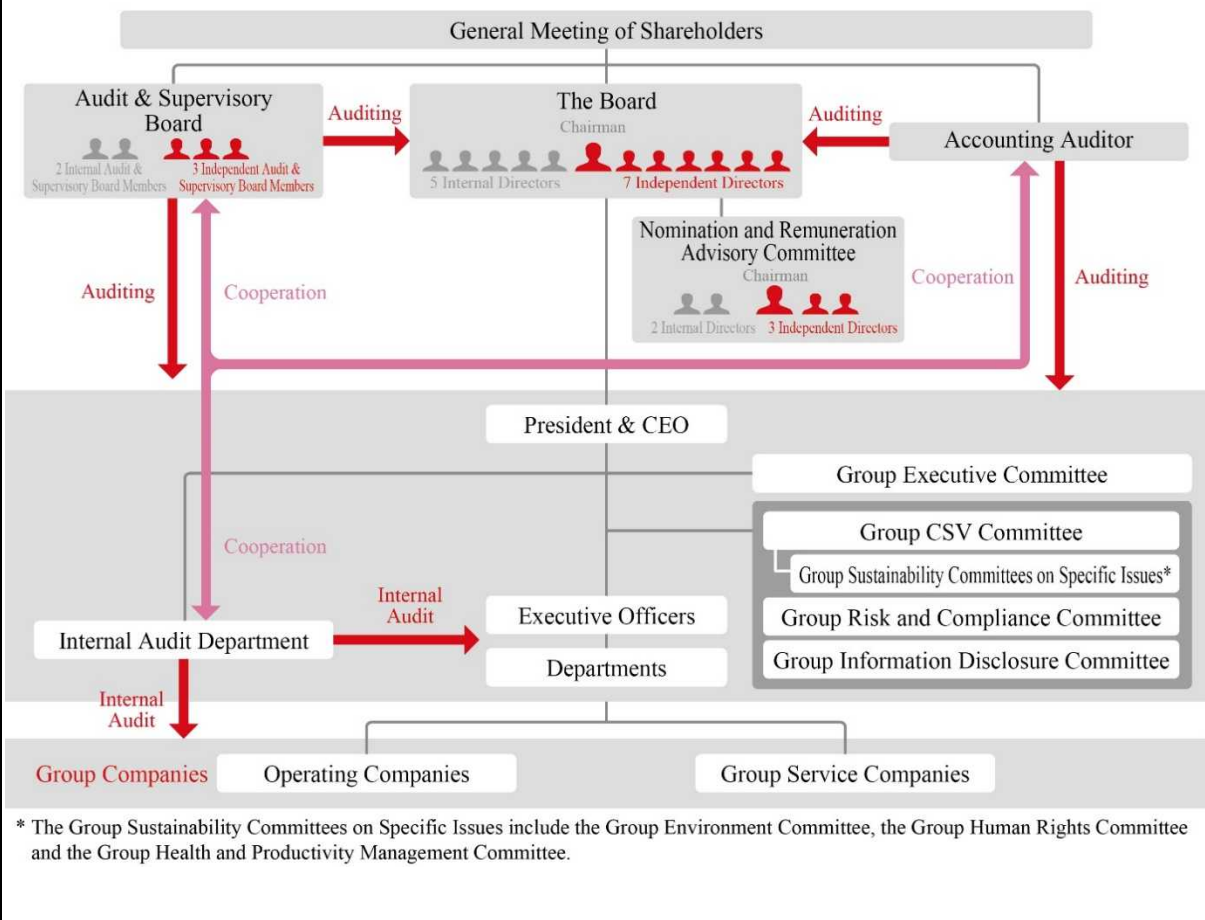 General Meeting of Shareholders
Audit & Supervisory
Board
2 Internal Audit &
Supervisory Board Members
3 Independent Audit &
Supervisory Board Members
Auditing
The Board
Chairman
5 Internal Directors
7 Independent Directors
Auditing
Accounting Auditor
Nomination and Remuneration
Advisory Committee
Chairman
2 Internal Directors
3 Independent Directors
Auditing
Cooperation
Cooperation
Auditing
President & CEO
Group Executive Committee
Group CSV Committee
Group Sustainability Committees on Specific Issues*
Group Risk and Compliance Committee
Group Information Disclosure Committee
Cooperation
Internal Audit Department
Internal
Audit
Executive Officers
Departments
Internal
Audit
Group Companies
Operating Companies
Group Service Companies
* The Group Sustainability Committees on Specific Issues include the Group Environment Committee, the Group Human Rights Committee
and the Group Health and Productivity Management Committee.